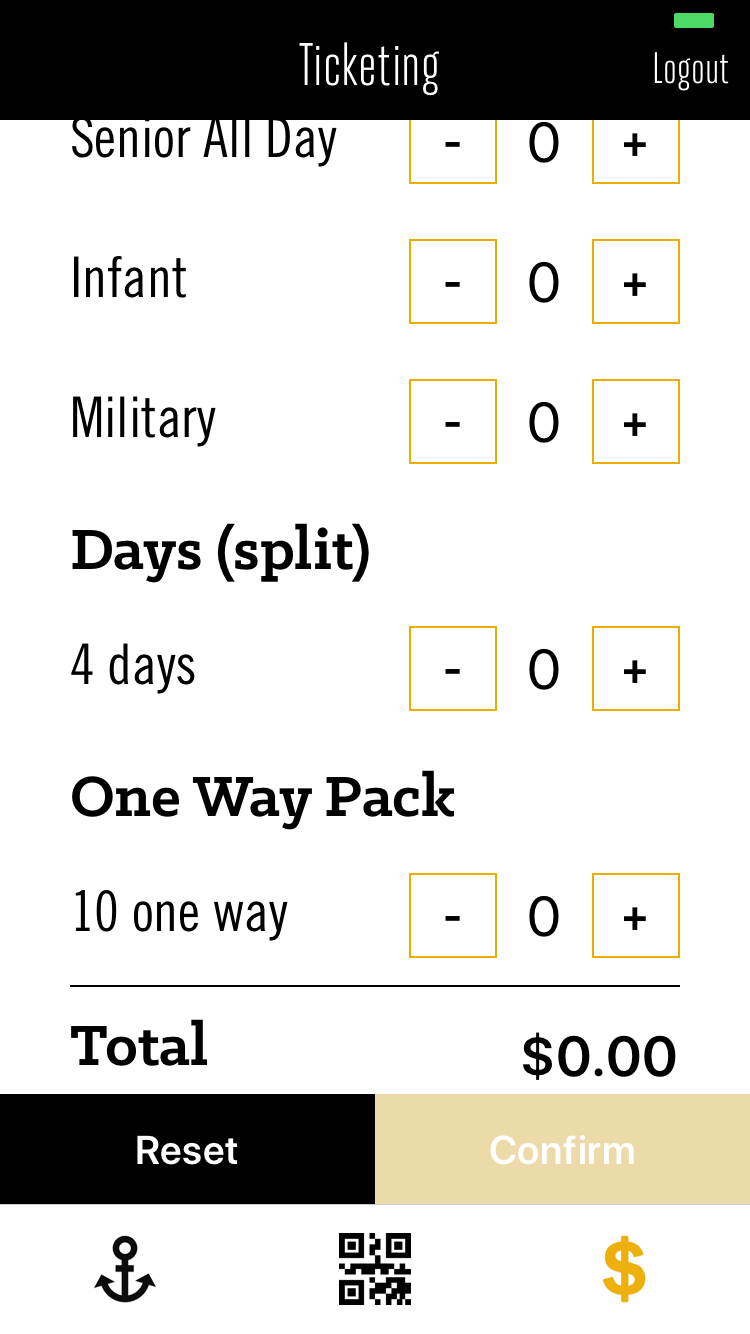 Ticketing
Logout
Senior All Day - 0 +
Infant - 0 +
Military - 0 +
Days (split)
4 days - 0 +
One Way Pack
10 one way - 0 +
Total $0.00
Reset Confirm
$